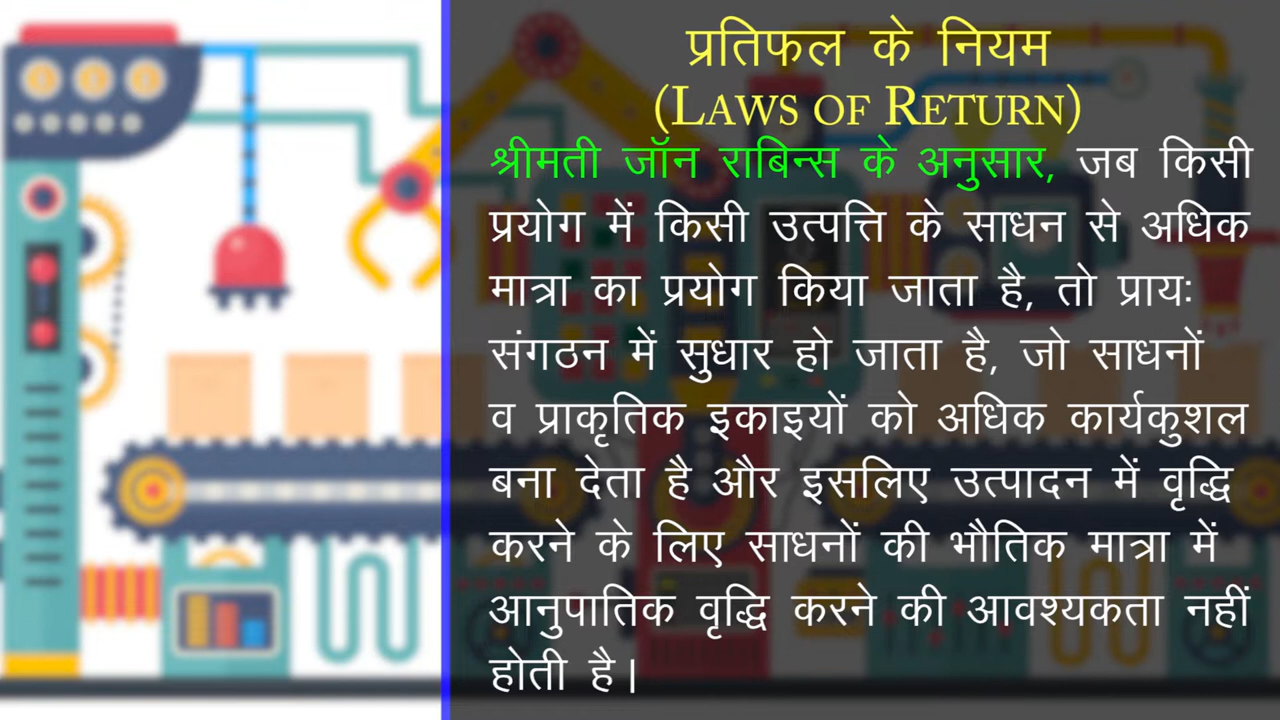 प्रतिफल के नियम
(LAWS OF RETURN)
श्रीमती जॉन राबिन्स के अनुसार, जब किसी
प्रयोग में किसी उत्पत्ति के साधन से अधिक
मात्रा का प्रयोग किया जाता है, तो प्रायः
संगठन में सुधार हो जाता है, जो साधनों
व प्राकृतिक इकाइयों को अधिक कार्यकुशल
बना देता है और इसलिए उत्पादन में वृद्धि
करने के लिए साधनों की भौतिक मात्रा में
आनुपातिक वृद्धि करने की आवश्यकता नहीं
होती है।